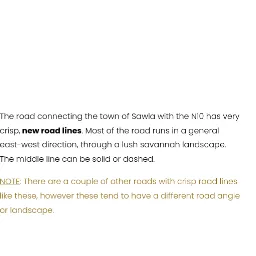 The road connecting the town of Sawla with the N10 has very
crisp, new road lines. Most of the road runs in a general
east-west direction, through a lush savannah landscape.
The middle line can be solid or dashed.
NOTE: There are a couple of other roads with crisp road lines
like these, however these tend to have a different road angle
or landscape.